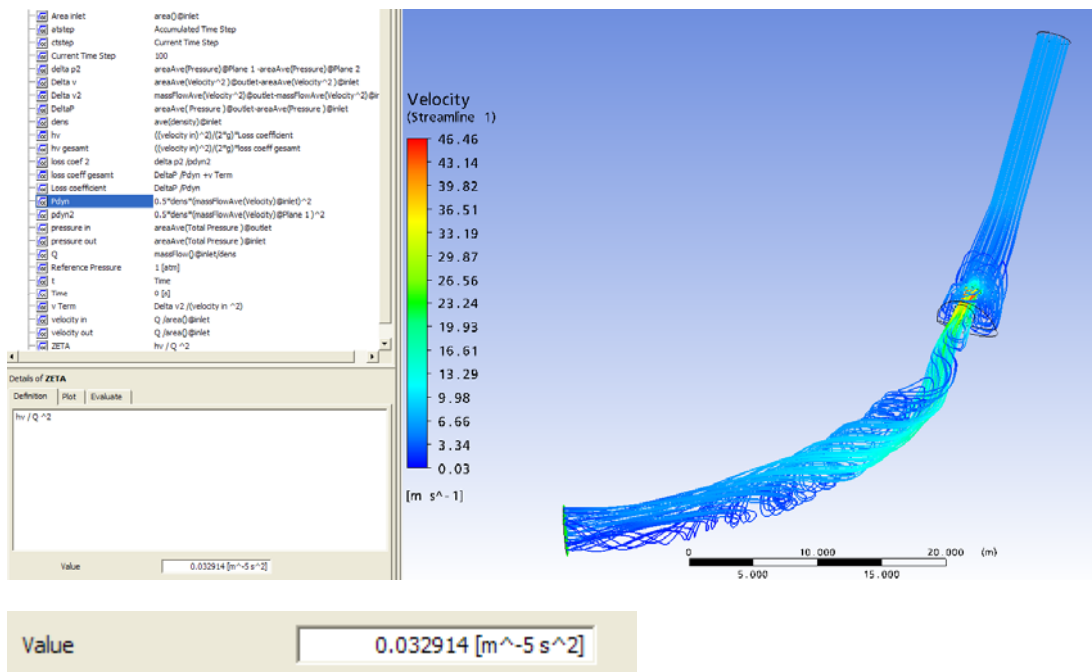 Area inlet area()@inlet
atstep Accumulated Time Step
ctstep Current Time Step
Current Time Step 100
delta p2 areaAve(Pressure)@Plane 1 -areaAve(Pressure)@Plane 2
Delta v areaAve(Velocity^2 )@outlet-areaAve(Velocity^2 )@inlet
Delta v2 massFlowAve(Velocity^2)@outlet-massFlowAve(Velocity^2)@in
DeltaP areaAve( Pressure )@outlet-areaAve(Pressure )@inlet
dens ave(density)@inlet
hv ((velocity in)^2)/(2*g)*Loss coefficient
hv gesamt ((velocity in)^2)/(2*g)*loss coeff gesamt
loss coef 2 delta p2 /pdyn2
loss coeff gesamt DeltaP /Pdyn +v Term
Loss coefficient DeltaP /Pdyn
Pdyn 0.5*dens*(massFlowAve(Velocity)@inlet)^2
pdyn2 0.5*dens*(massFlowAve(Velocity)@Plane 1 )^2
pressure in areaAve(Total Pressure )@outlet
pressure out areaAve(Total Pressure )@inlet
Q massFlow()@inlet/dens
Reference Pressure 1 [atm]
t Time
Time 0 [s]
v Term Delta v2 /(velocity in ^2)
velocity in Q /area()@inlet
velocity out Q /area()@inlet
ZETA hv / Q ^2
Details of ZETA
Definition Plot Evaluate
hv / Q ^2
Value 0.032914 [m^-5 s^2]
Velocity
(Streamline 1)
46.46
43.14
39.82
36.51
33.19
29.87
26.56
23.24
19.93
16.61
13.29
9.98
6.66
3.34
0.03
[m s^-1]
0 10.000 20.000 (m)
5.000 15.000
Value 0.032914 [m^-5 s^2]